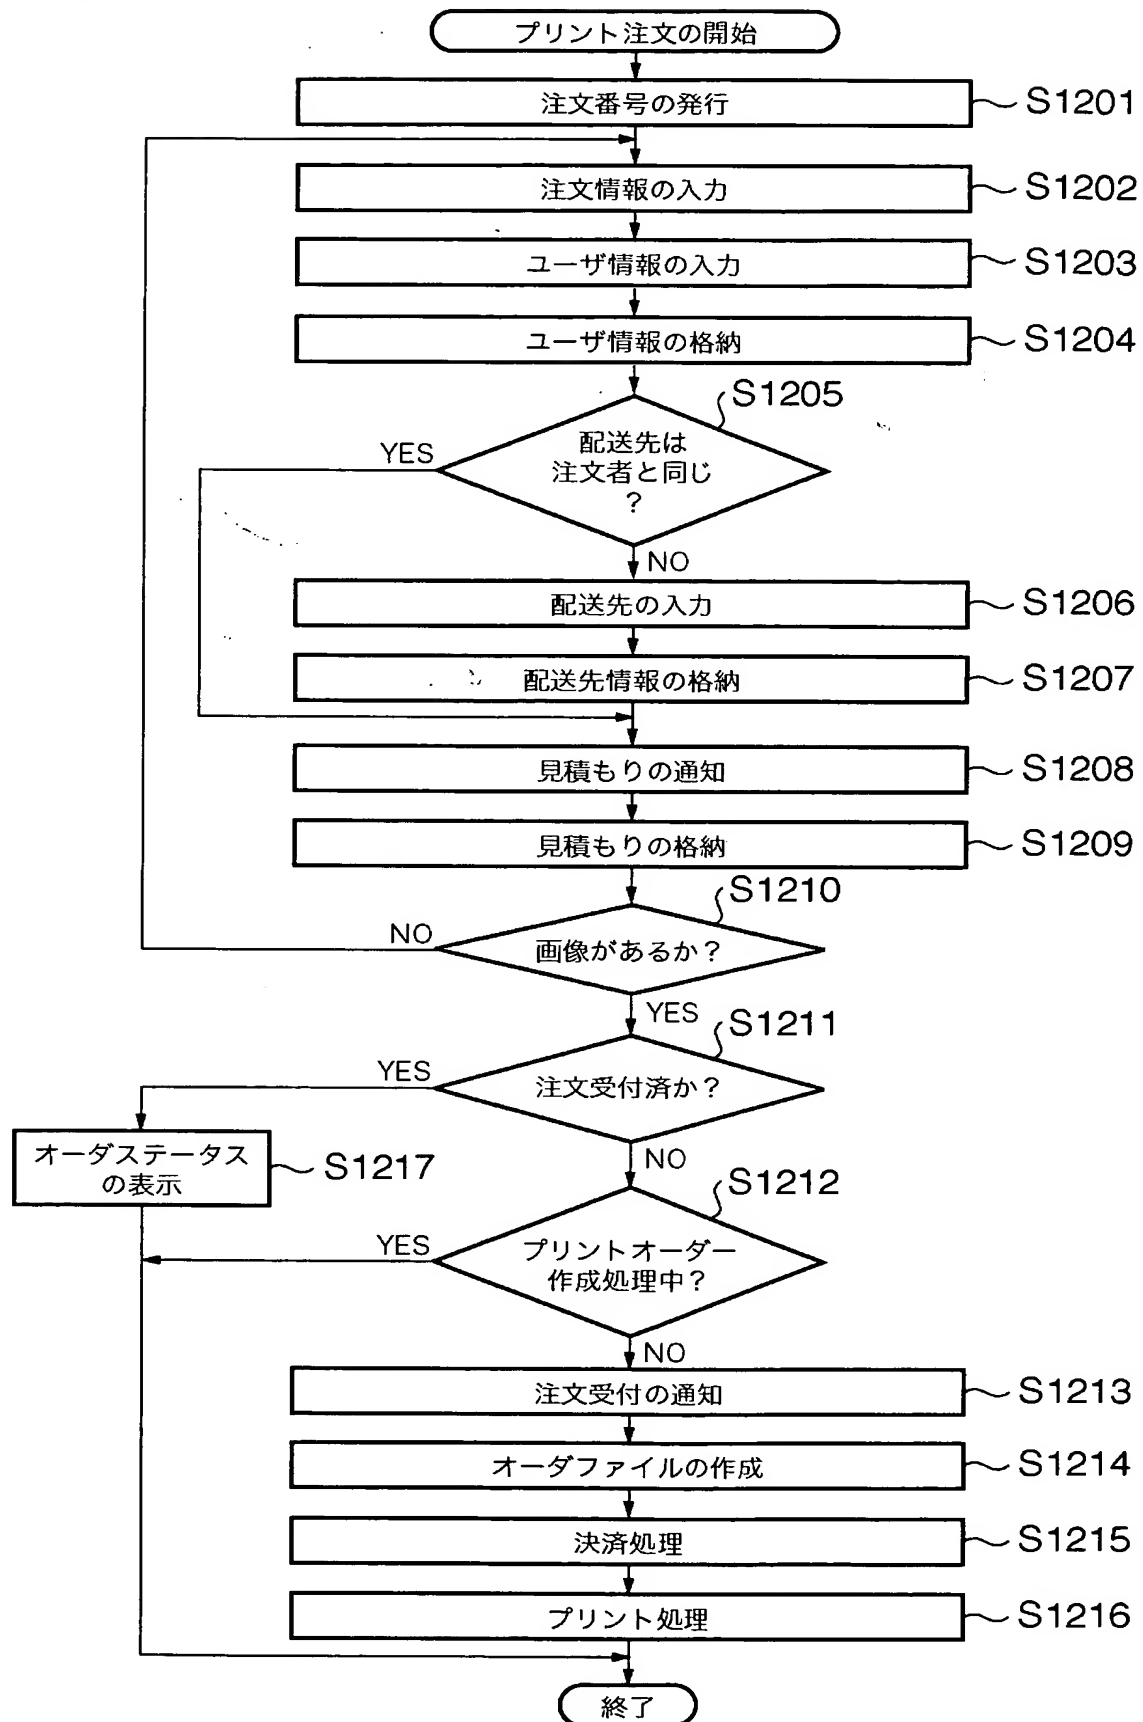 プリント注文の開始
注文番号の発行
S1201
注文情報の入力
S1202
ユーザ情報の入力
S1203
ユーザ情報の格納
S1204
S1205
YES
配送先は
注文者と同じ
?
NO
配送先の入力
S1206
配送先情報の格納
S1207
見積もりの通知
S1208
見積もりの格納
S1209
S1210
NO
画像があるか?
YES
S1211
YES
注文受付済か?
NO
オーダステータス
の表示
S1217
S1212
YES
プリントオーダー
作成処理中?
NO
注文受付の通知
S1213
オーダファイルの作成
S1214
決済処理
S1215
プリント処理
S1216
終了